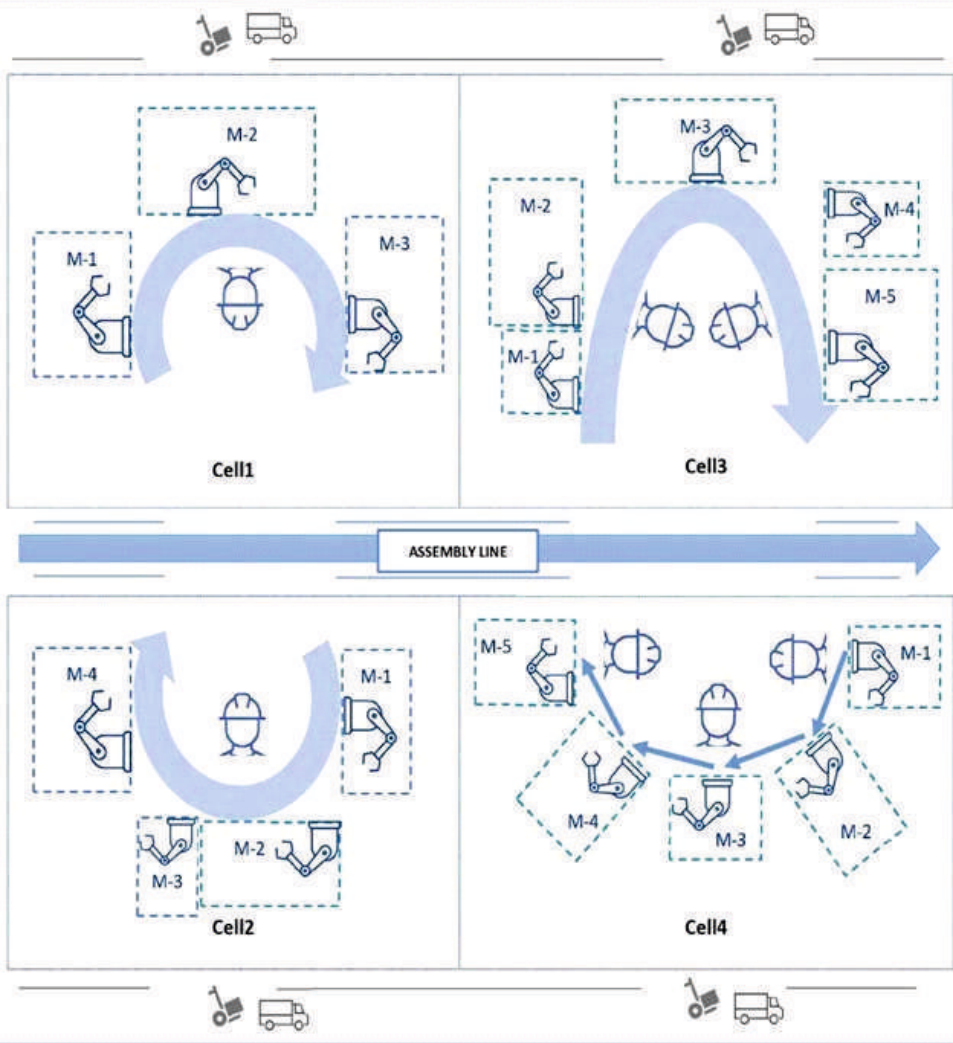 M-2
M-1
M-3
Cell1
M-3
M-2
M-4
M-5
M-1
Cell3
ASSEMBLY LINE
M-4
M-1
M-3
M-2
Cell2
M-5
M-1
M-4
M-3
M-2
Cell4